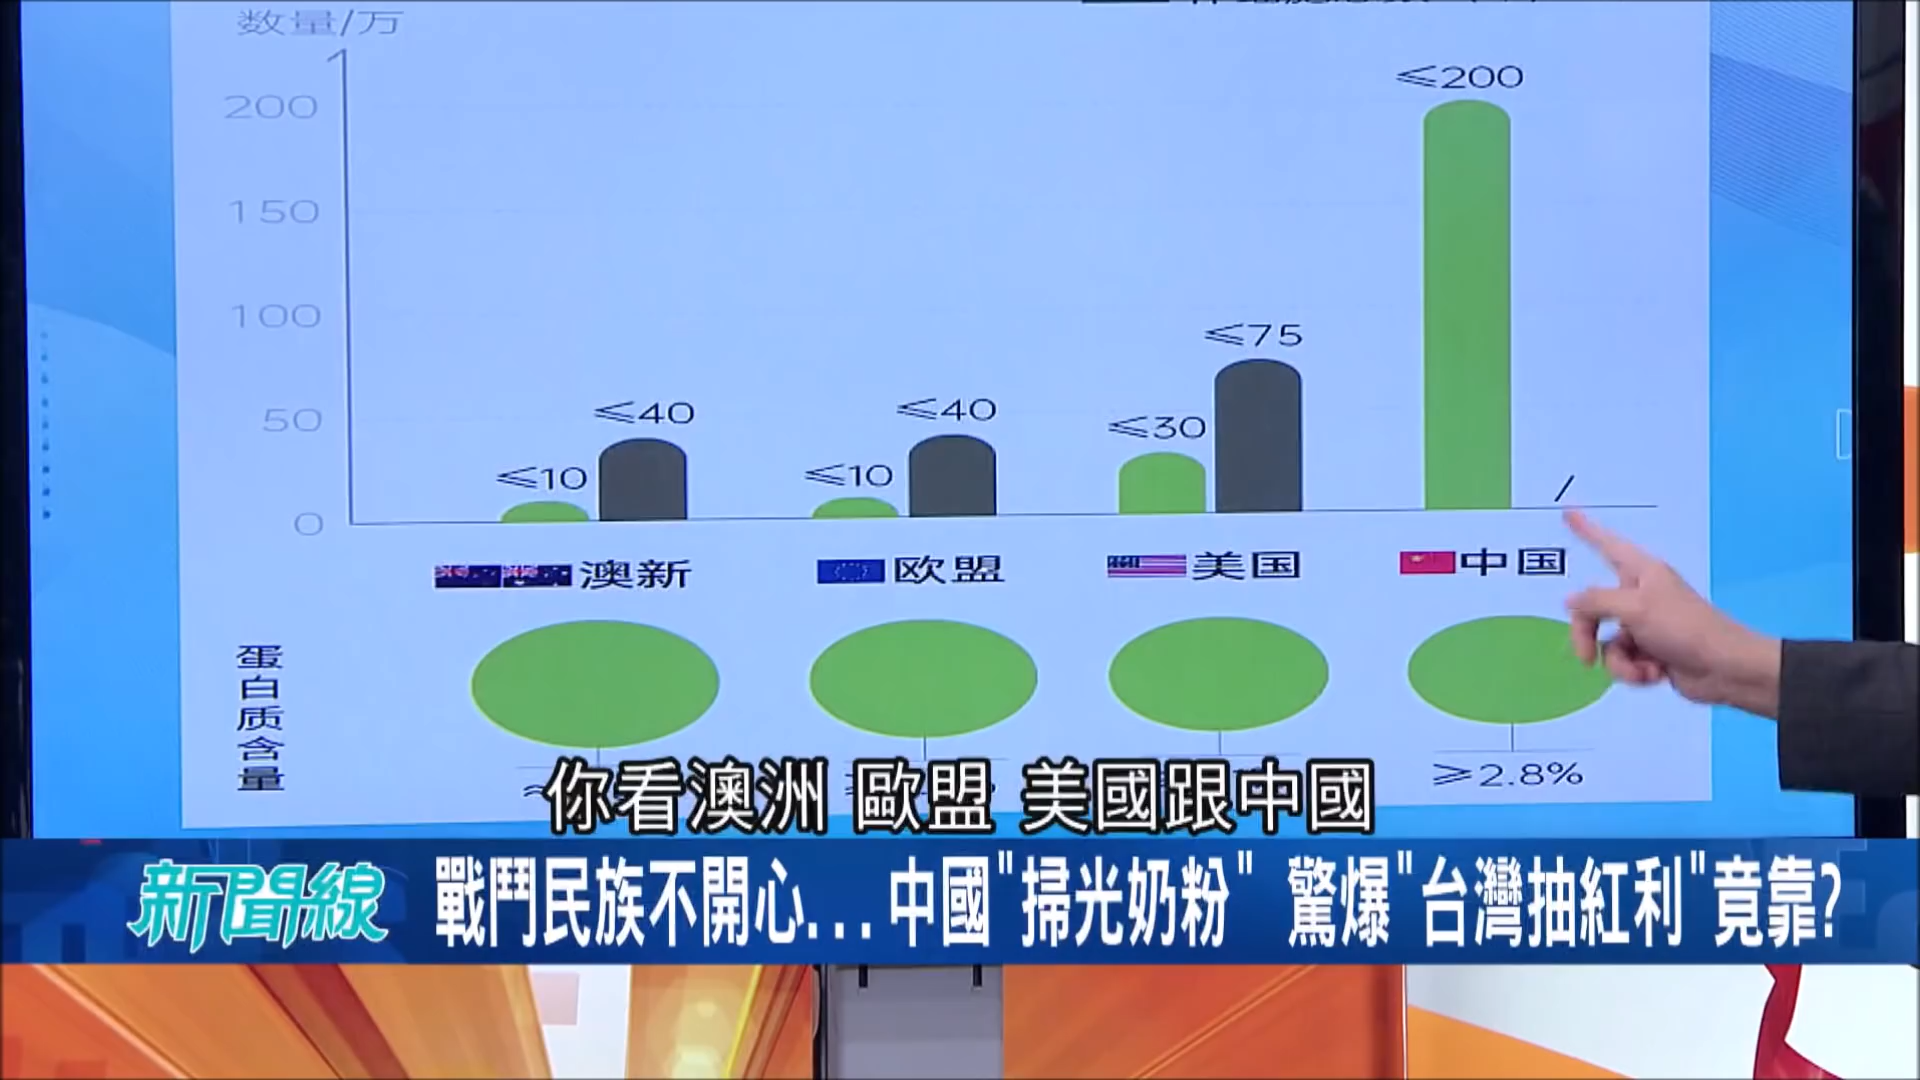 数量/万
200
150
100
50
0
≤10
≤40
≤10
≤40
≤30
≤75
≤200
/
澳新
欧盟
美国
中国
蛋白质含量
≥2.8%
你看澳洲 歐盟 美國跟中國
新聞線
戰鬥民族不開心...中國"掃光奶粉" 驚爆"台灣抽紅利"竟靠?